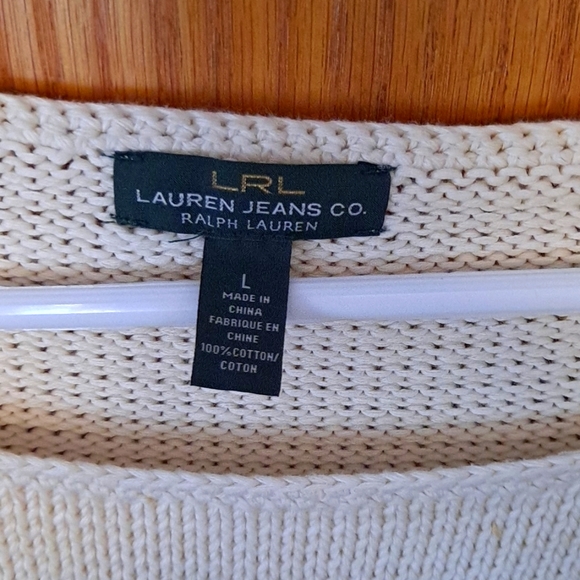 LRL
LAUREN JEANS CO.
RALPH LAUREN
L
MADE IN
CHINA
FABRIQUE EN
CHINE
100% COTTON/
COTON